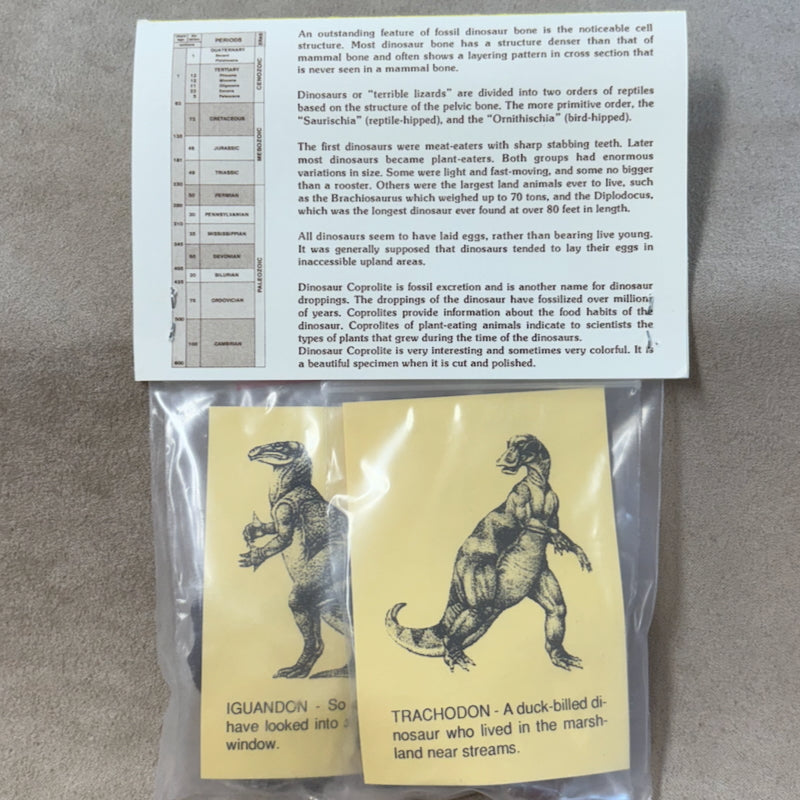 PERIODS
ERAS
QUATERNARY
Recent
Pleistocene
TERTIARY
Pliocene
Miocene
Oligocene
Eocene
Paleocene
CENOZOIC
CRETACEOUS
JURASSIC
TRIASSIC
MESOZOIC
PERMIAN
PENNSYLVANIAN
MISSISSIPPIAN
DEVONIAN
SILURIAN
ORDOVICIAN
CAMBRIAN
PALEOZOIC
An outstanding feature of fossil dinosaur bone is the noticeable cell
structure. Most dinosaur bone has a structure denser than that of
mammal bone and often shows a layering pattern in cross section that
is never seen in a mammal bone.
Dinosaurs or "terrible lizards" are divided into two orders of reptiles
based on the structure of the pelvic bone. The more primitive order, the
"Saurischia" (reptile-hipped), and the "Ornithischia" (bird-hipped).
The first dinosaurs were meat-eaters with sharp stabbing teeth. Later
most dinosaurs became plant-eaters. Both groups had enormous
variations in size. Some were light and fast-moving, and some no bigger
than a rooster. Others were the largest land animals ever to live, such
as the Brachiosaurus which weighed up to 70 tons, and the Diplodocus,
which was the longest dinosaur ever found at over 80 feet in length.
All dinosaurs seem to have laid eggs, rather than bearing live young.
It was generally supposed that dinosaurs tended to lay their eggs in
inaccessible upland areas.
Dinosaur Coprolite is fossil excretion and is another name for dinosaur
droppings. The droppings of the dinosaur have fossilized over millions
of years. Coprolites provide information about the food habits of the
dinosaur. Coprolites of plant-eating animals indicate to scientists the
types of plants that grew during the time of the dinosaurs.
Dinosaur Coprolite is very interesting and sometimes very colorful. It is
a beautiful specimen when it is cut and polished.
IGUANDON - So
have looked into
window.
TRACHODON - A duck-billed di-
nosaur who lived in the marsh-
land near streams.